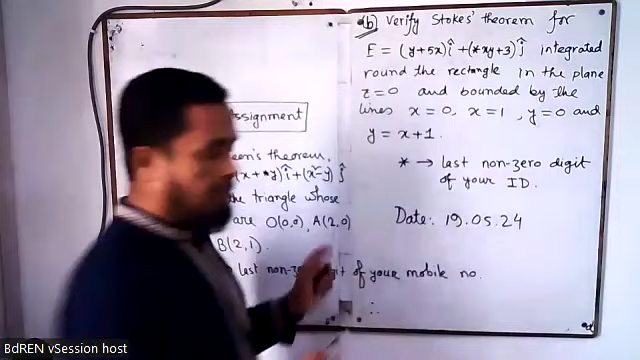 Assignment
een's theorem,
(x + *y) î + (x² - y) ĵ
the triangle whose
are O(0,0), A(2,0)
B(2,1).
last non-zero digit of your mobile no.
(b) Verify Stokes' theorem for
F = (y+5x) î + (*xy+3) ĵ integrated
round the rectangle in the plane
z=0 and bounded by the
lines x=0, x=1, y=0 and
y = x+1.
* → last non-zero digit
of your ID.
Date: 19.05.24
BdREN vSession host